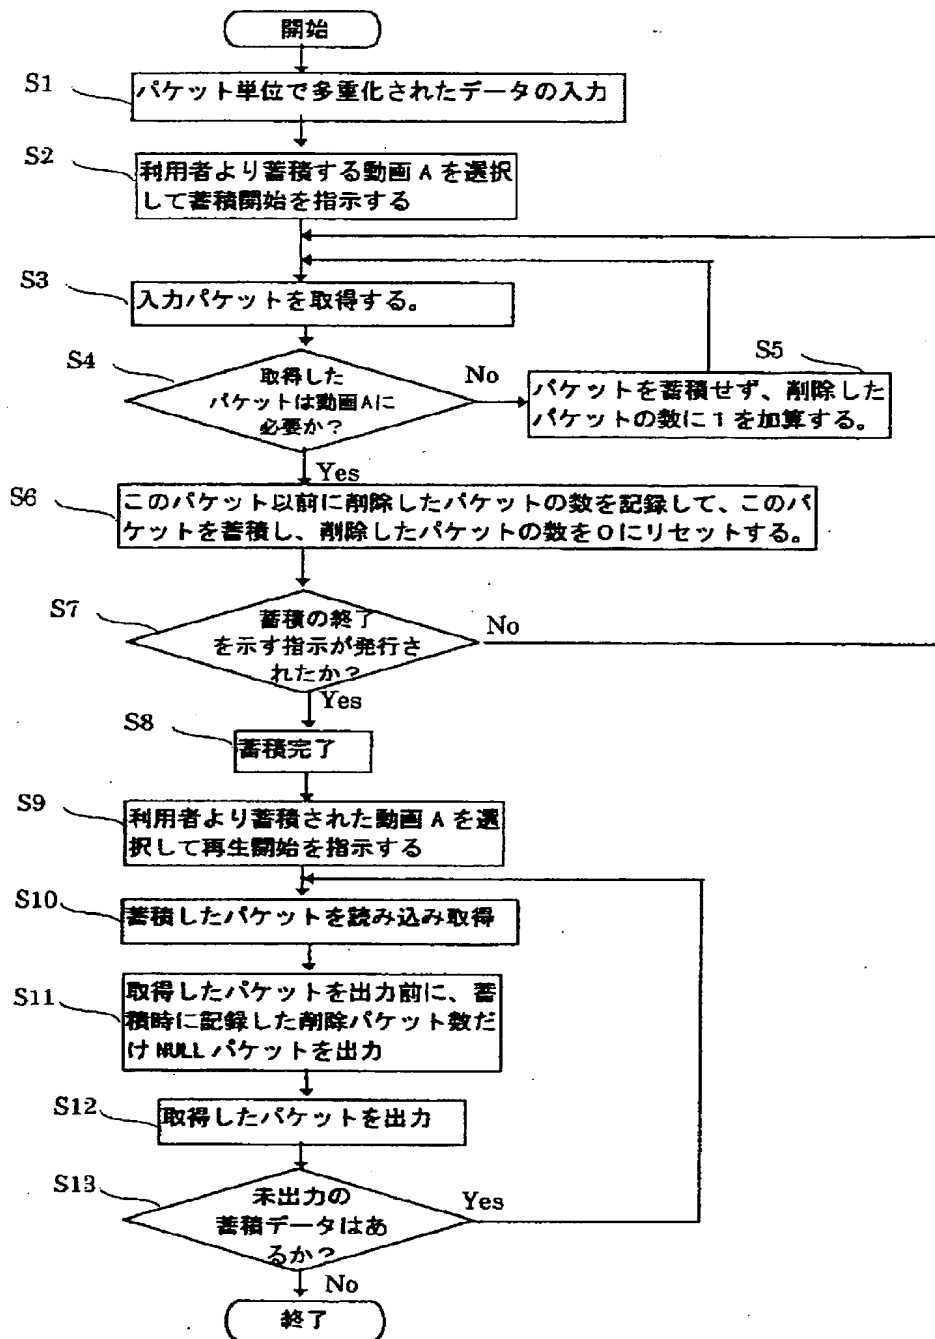 開始
S1
パケット単位で多重化されたデータの入力
S2
利用者より蓄積する動画 A を選択
して蓄積開始を指示する
S3
入力パケットを取得する。
S4
取得した
パケットは動画Aに
必要か?
No
S5
パケットを蓄積せず、削除した
パケットの数に1を加算する。
Yes
S6
このパケット以前に削除したパケットの数を記録して、このパ
ケットを蓄積し、削除したパケットの数を0にリセットする。
S7
蓄積の終了
を示す指示が発行さ
れたか?
No
Yes
S8
蓄積完了
S9
利用者より蓄積された動画 A を選
択して再生開始を指示する
S10
蓄積したパケットを読み込み取得
S11
取得したパケットを出力前に、蓄
積時に記録した削除パケット数だ
け NULL パケットを出力
S12
取得したパケットを出力
S13
未出力の
蓄積データはあ
るか?
Yes
No
終了